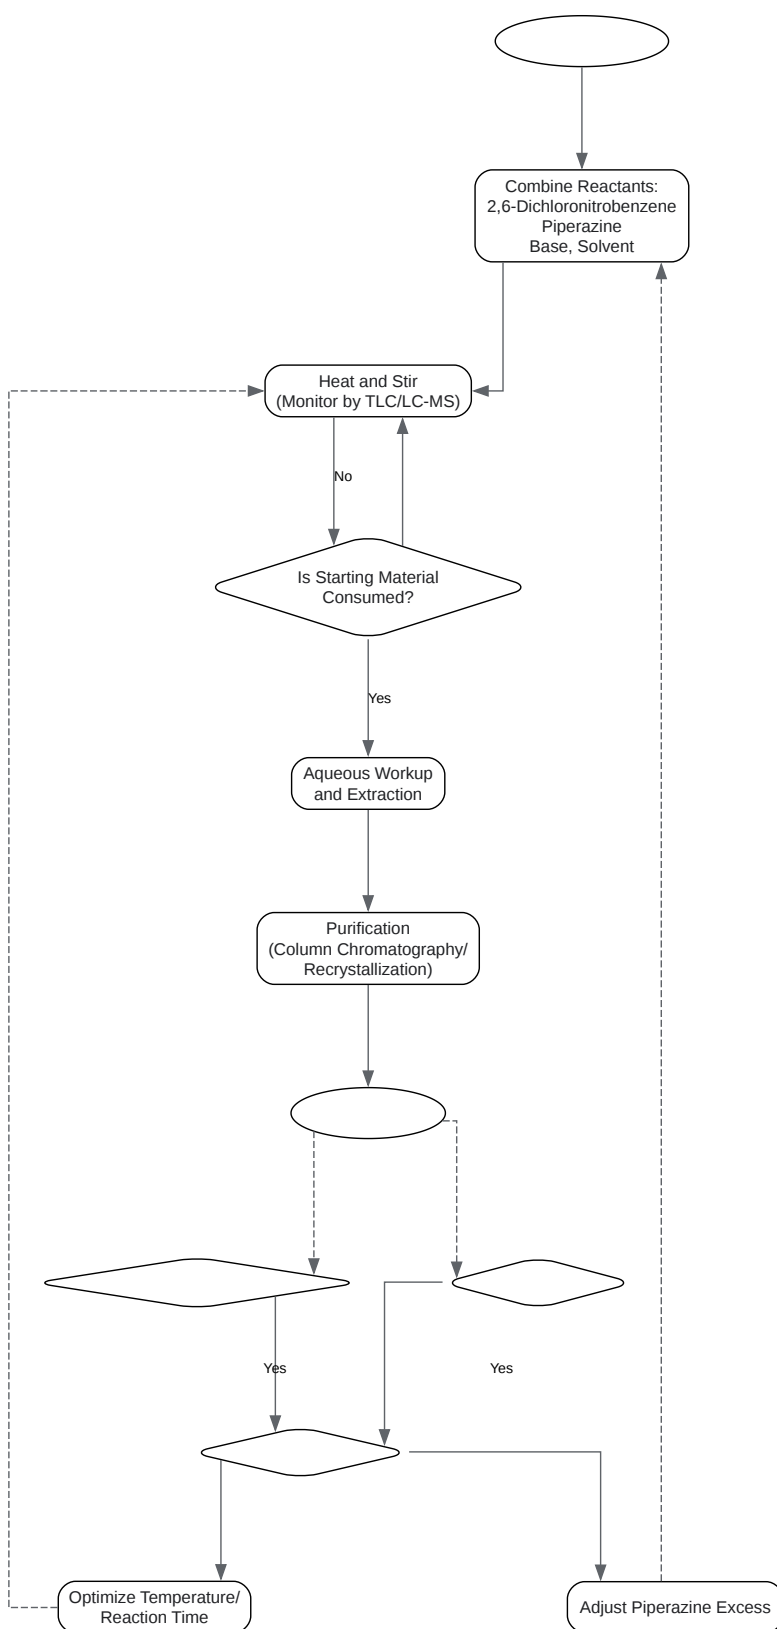 Combine Reactants:
2,6-Dichloronitrobenzene
Piperazine
Base, Solvent
Heat and Stir
(Monitor by TLC/LC-MS)
No
Is Starting Material
Consumed?
Yes
Aqueous Workup
and Extraction
Purification
(Column Chromatography/
Recrystallization)
Yes
Yes
Optimize Temperature/
Reaction Time
Adjust Piperazine Excess